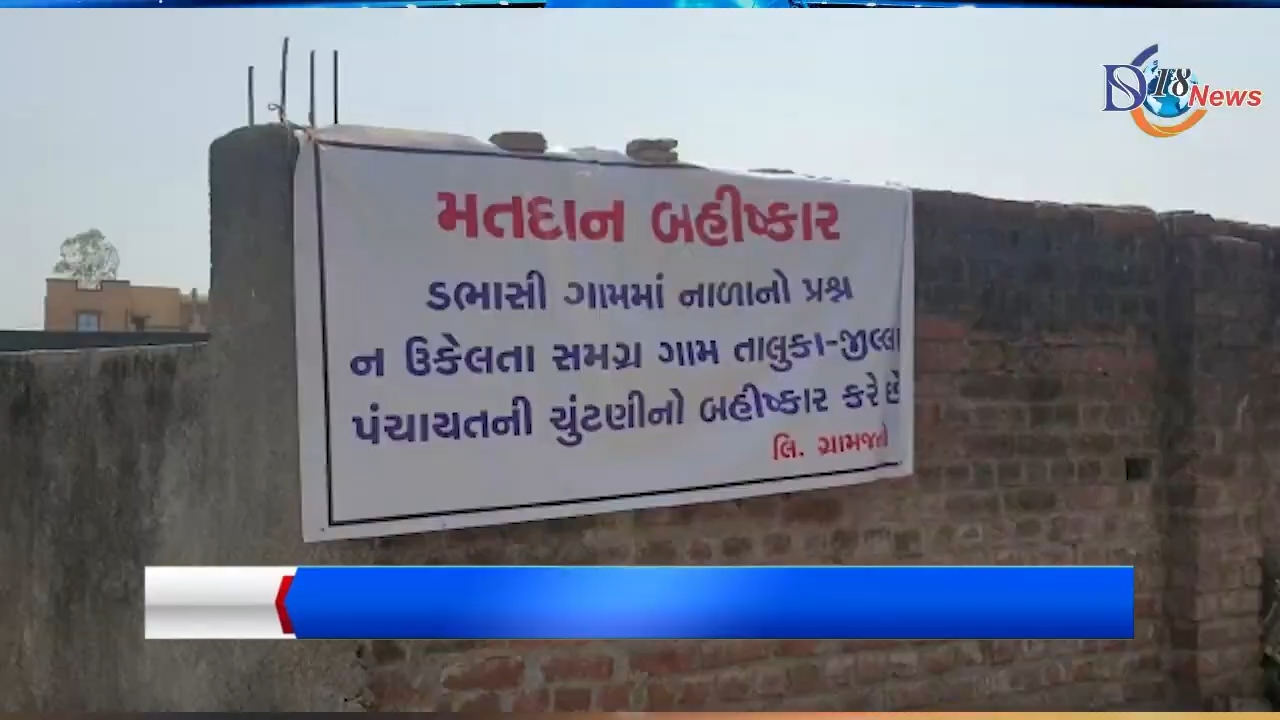 DS 18 News
મતદાન બહીષ્કાર
ડભાસી ગામમાં નાળાનો પ્રશ્ન
ન ઉકેલતા સમગ્ર ગામ તાલુકા-જીલ્લા
પંચાયતની ચુંટણીનો બહીષ્કાર કરે છે
લિ. ગ્રામજનો